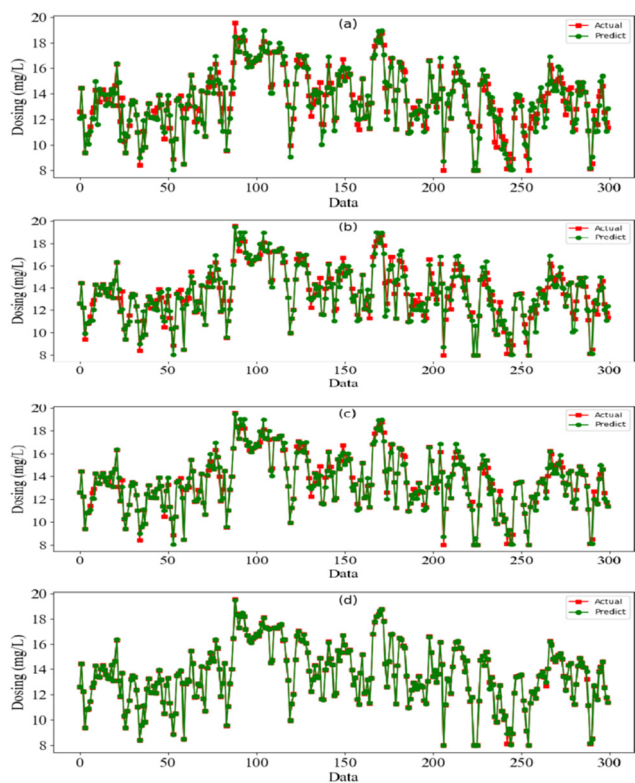 20
18
16
14
12
10
8
Dosing (mg/L)
(a)
Actual
Predict
0
50
100
150
200
250
300
Data
20
18
16
14
12
10
8
Dosing (mg/L)
(b)
Actual
Predict
0
50
100
150
200
250
300
Data
20
18
16
14
12
10
8
Dosing (mg/L)
(c)
Actual
Predict
0
50
100
150
200
250
300
Data
20
18
16
14
12
10
8
Dosing (mg/L)
(d)
Actual
Predict
0
50
100
150
200
250
300
Data